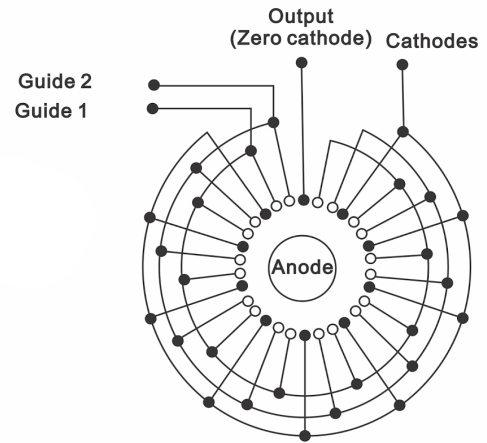 Output
(Zero cathode)
Cathodes
Guide 2
Guide 1
Anode